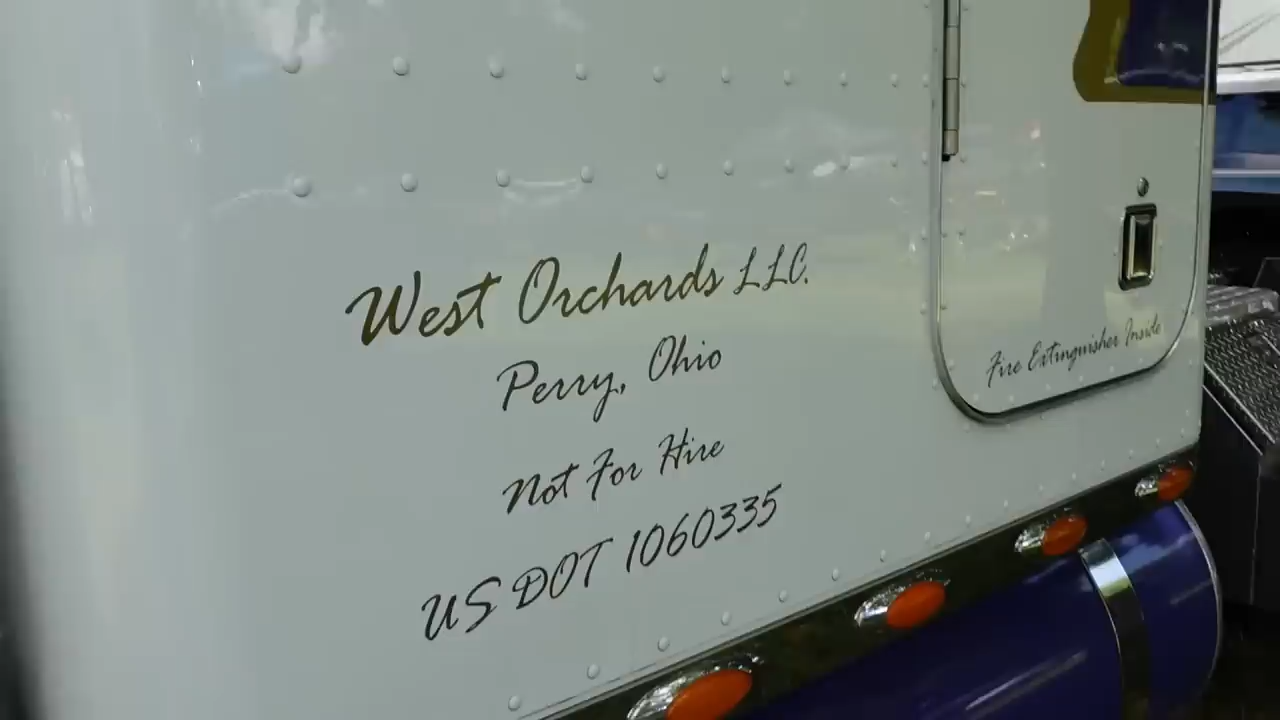 West Orchards LLC.
Perry, Ohio
Not For Hire
US DOT 1060335
Fire Extinguisher Inside